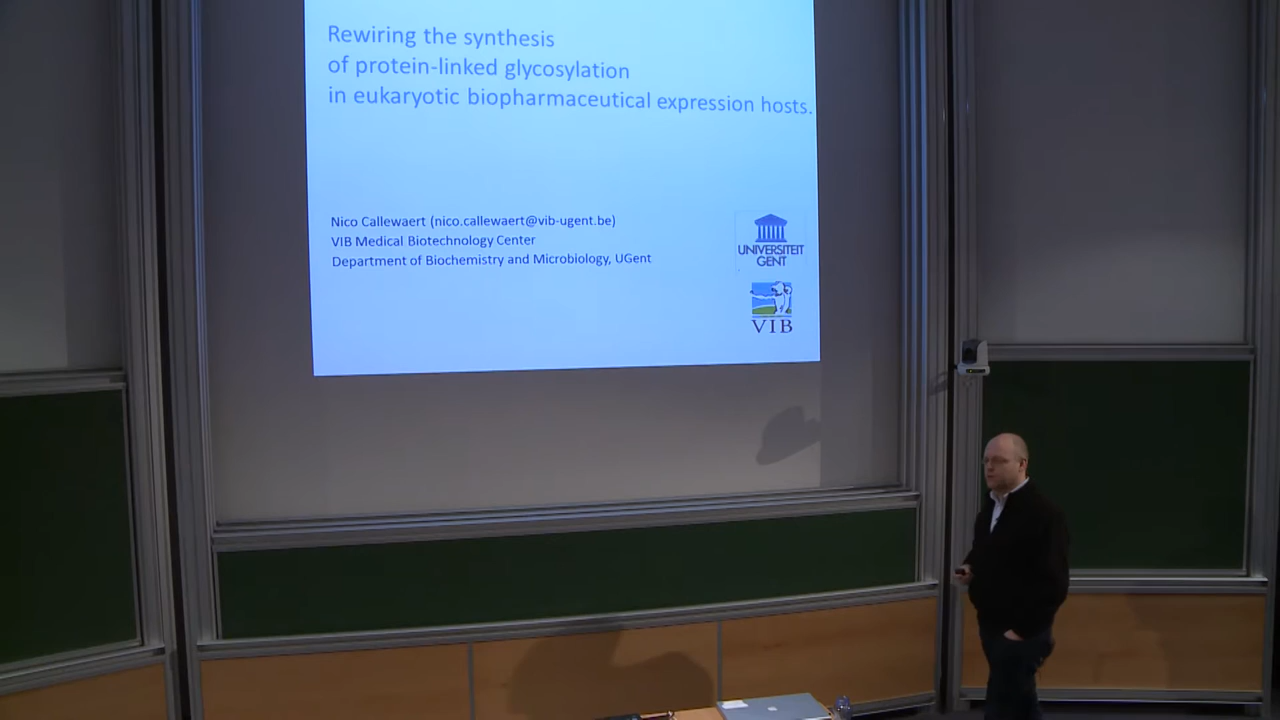 Rewiring the synthesis
of protein-linked glycosylation
in eukaryotic biopharmaceutical expression hosts.
Nico Callewaert (nico.callewaert@vib-ugent.be)
VIB Medical Biotechnology Center
Department of Biochemistry and Microbiology, UGent
UNIVERSITEIT
GENT
VIB